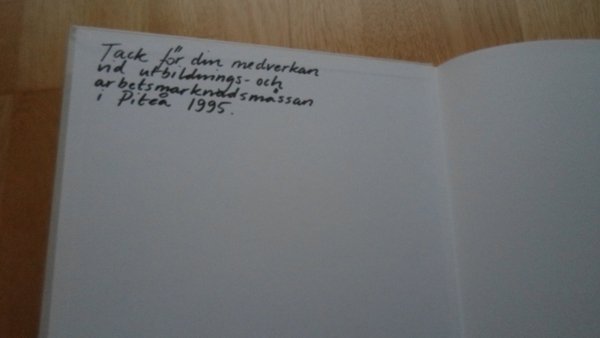 Tack för din medverkan
vid utbildnings- och
arbetsmarknadsmässan
i Piteå 1995.